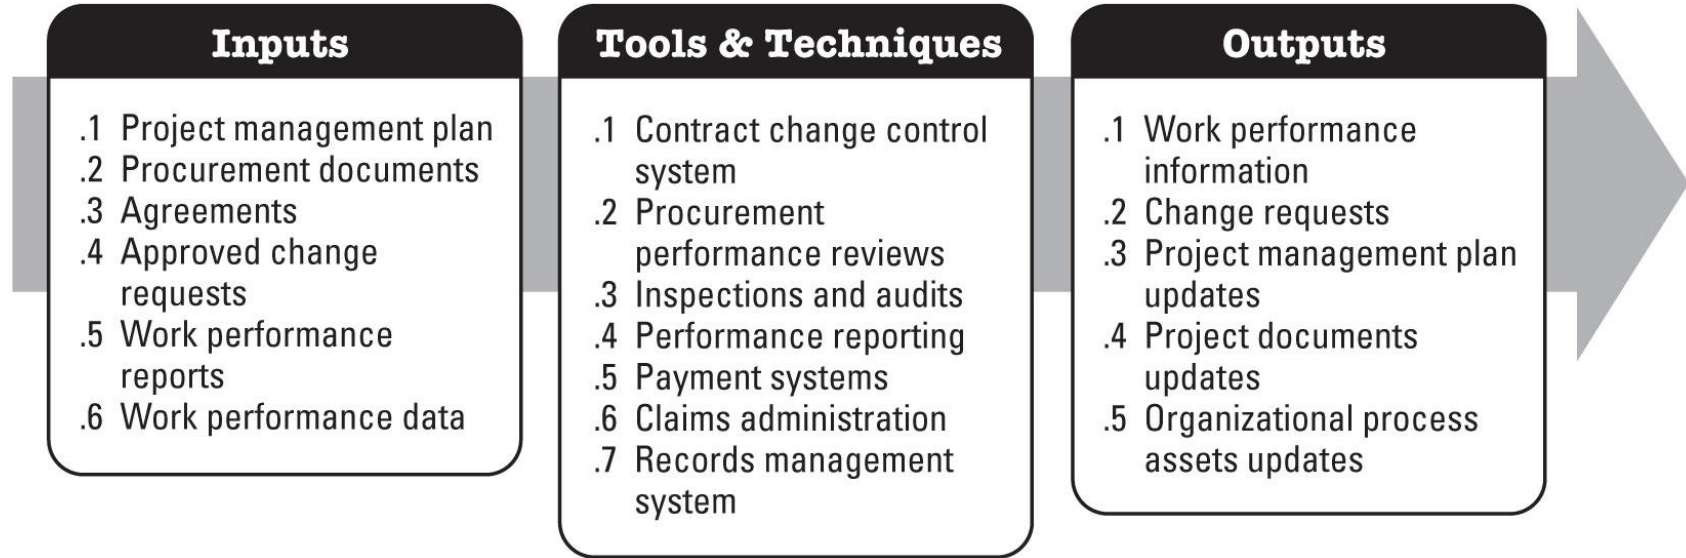 Inputs
.1 Project management plan
.2 Procurement documents
.3 Agreements
.4 Approved change
requests
.5 Work performance
reports
.6 Work performance data
Tools & Techniques
.1 Contract change control
system
.2 Procurement
performance reviews
.3 Inspections and audits
.4 Performance reporting
.5 Payment systems
.6 Claims administration
.7 Records management
system
Outputs
.1 Work performance
information
.2 Change requests
.3 Project management plan
updates
.4 Project documents
updates
.5 Organizational process
assets updates